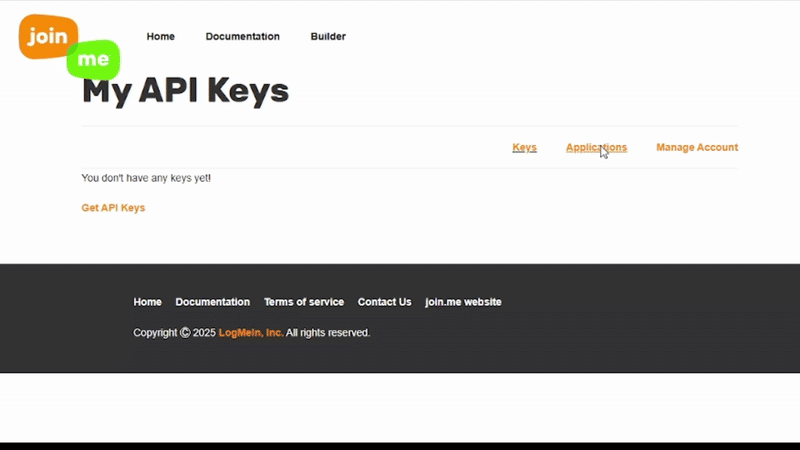 join
me
Home Documentation Builder
My API Keys
Keys Applications Manage Account
You don't have any keys yet!
Get API Keys
Home Documentation Terms of service Contact Us join.me website
Copyright © 2025 LogMeIn, Inc. All rights reserved.